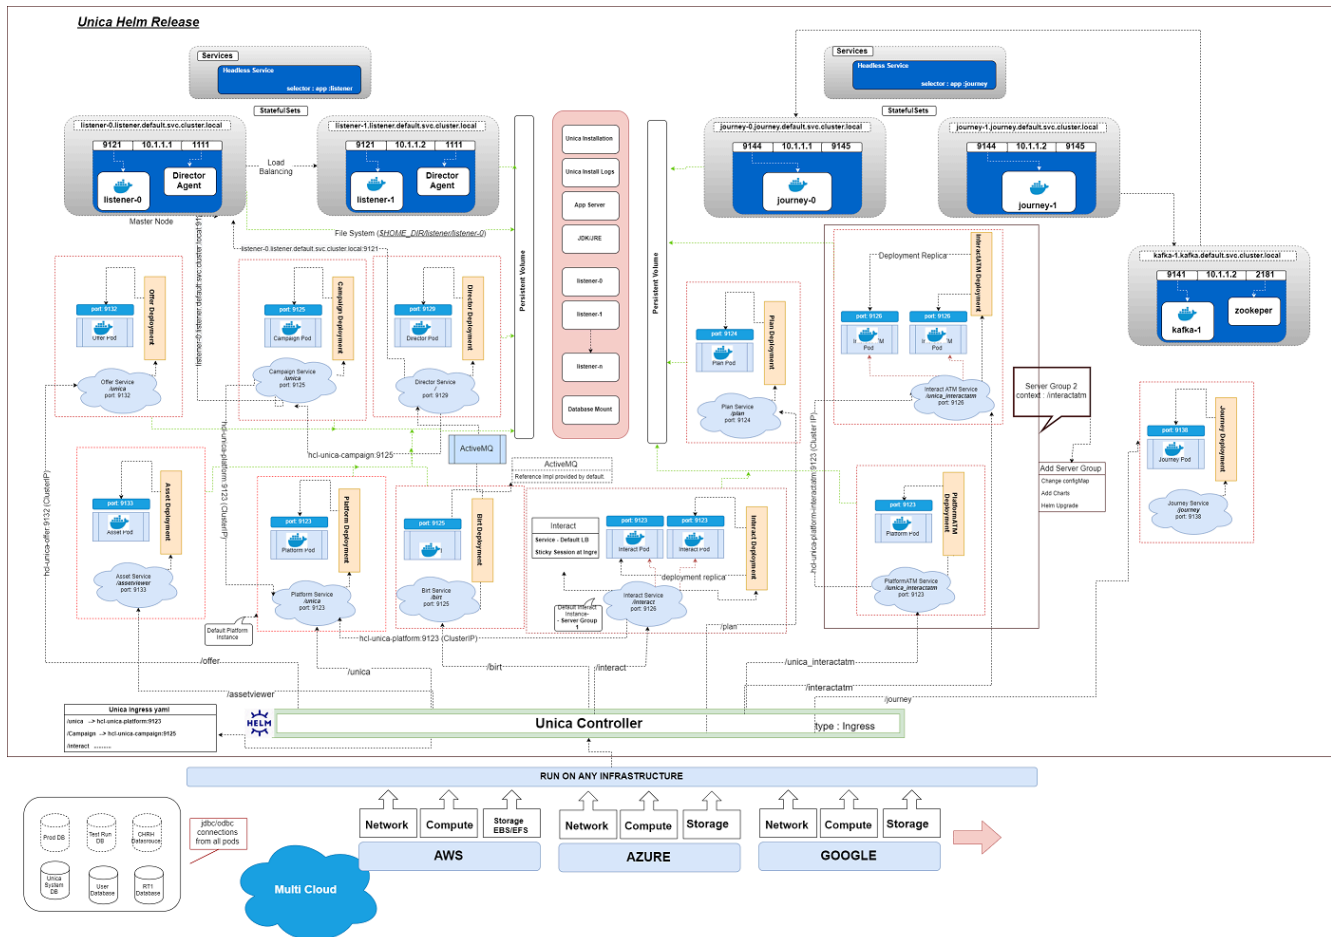 Unica Helm Release
Services
Headless Service
selector : app :listener
StatefulSets
listener-0.listener.default.svc.cluster.local
9121 10.1.1.1 1111
listener-0
Director
Agent
Master Node
Load
Balancing
listener-1.listener.default.svc.cluster.local
9121 10.1.1.2 1111
listener-1
Director
Agent
File System ($HOME_DIR/listener/listener-0)
listener-0.listener.default.svc.cluster.local:9121
Persistent Volume
Unica Installation
Unica Install Logs
App Server
JDK/JRE
listener-0
listener-1
listener-n
Database Mount
Persistent Volume
Services
Headless Service
selector : app :journey
StatefulSets
journey-0.journey.default.svc.cluster.local
9144 10.1.1.1 9145
journey-0
journey-1.journey.default.svc.cluster.local
9144 10.1.1.2 9145
journey-1
kafka-1.kafka.default.svc.cluster.local
9141 10.1.1.2 2181
kafka-1
zookeper
port: 9132
Offer Pod
Offer Deployment
Offer Service
/unica
port: 9132
port: 9125
Campaign Pod
Campaign Deployment
Campaign Service
/unica
port: 9125
port: 9129
Director Pod
Director Deployment
Director Service
/
port: 9129
hcl-unica-campaign:9125
ActiveMQ
ActiveMQ
Reference Impl provided by default.
port: 9124
Plan Pod
Plan Deployment
Plan Service
/plan
port: 9124
Deployment Replica
InteractATM Deployment
port: 9126
Pod
port: 9126
Pod
Interact ATM Service
/unica_interactatm
port: 9126
Server Group 2
context : /interactatm
Add Server Group
Change configMap
Add Charts
Helm Upgrade
port: 9138
Journey Pod
Journey Deployment
Journey Service
/journey
port: 9138
port: 9133
Asset Pod
Asset Deployment
Asset Service
/assetviewer
port: 9133
hcl-unica-offer:9132 (ClusterIP)
hcl-unica-platform:9123 (ClusterIP)
port: 9123
Platform Pod
Platform Deployment
Platform Service
/unica
port: 9123
Default Platform
Instance
port: 9125
Birt Deployment
Birt Service
/birt
port: 9125
hcl-unica-platform:9123 (ClusterIP)
Interact
Service - Default LB
Sticky Session at Ingre
port: 9123
Interact Pod
port: 9123
Interact Pod
Interact Deployment
deployment replica
Interact Service
/interact
port: 9126
Default Interact
Instance-
- Server Group
1
hcl-unica-platform-interactatm:9123 (Cluster IP)
port: 9123
Platform Pod
PlatformATM
Deployment
PlatformATM Service
/unica_interactatm
port: 9123
/offer
/assetviewer
/unica
/birt
/interact
/plan
/unica_interactatm
/interactatm
/journey
Unica Ingress yaml
/unica --> hcl-unica-platform:9123
/Campaign --> hcl-unica-campaign:9125
/interact ........
HELM
Unica Controller
type : Ingress
RUN ON ANY INFRASTRUCTURE
Network
Compute
Storage
EBS/EFS
AWS
Network
Compute
Storage
AZURE
Network
Compute
Storage
GOOGLE
Prod DB
Test Run
DB
CHRH
Datasrouce
Unica
System
DB
User
Database
RT1
Database
jdbc/odbc
connections
from all pods
Multi Cloud